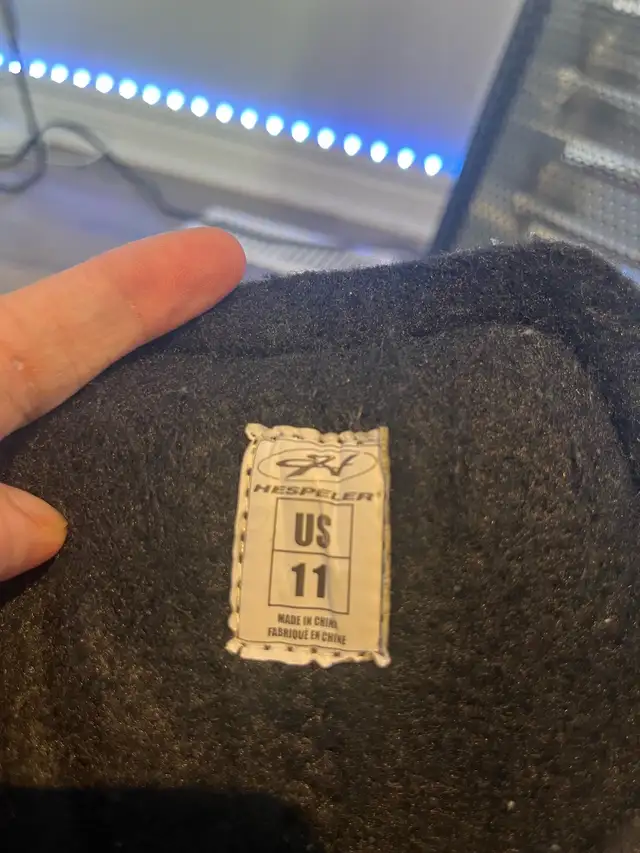 HESPELER®
US
11
MADE IN CHINA
FABRIQUÉ EN CHINE